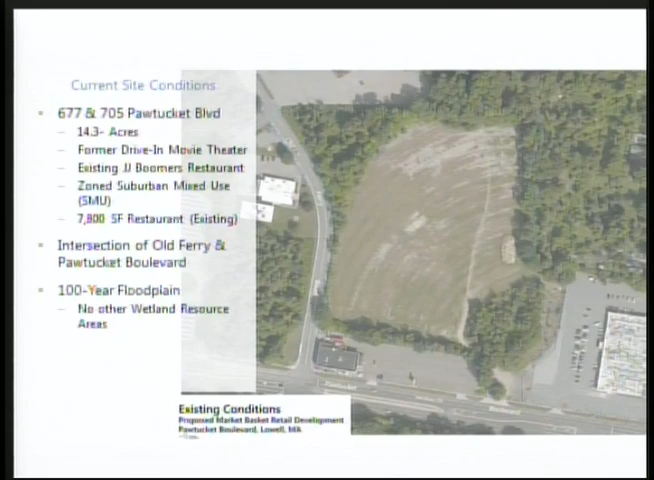 Current Site Conditions
677 & 705 Pawtucket Blvd
14.3- Acres
Former Drive-In Movie Theater
Existing JJ Boomers Restaurant
Zoned Suburban Mixed Use
(SMU)
7,800 SF Restaurant (Existing)
Intersection of Old Ferry &
Pawtucket Boulevard
100-Year Floodplain
No other Wetland Resource
Areas
Existing Conditions
Proposed Market Basket Retail Development
Pawtucket Boulevard, Lowell, MA